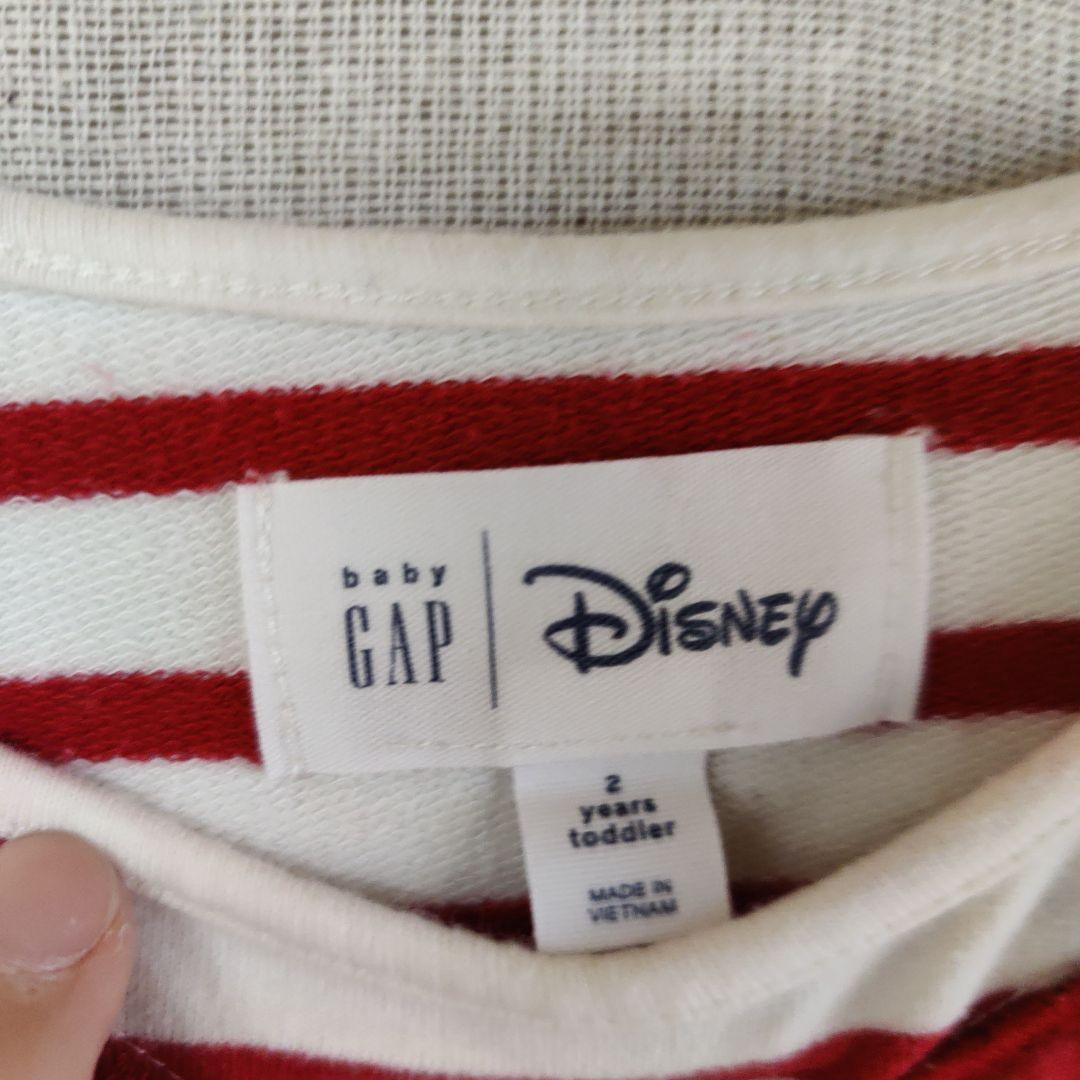 baby
GAP
Disney
2
years
toddler
MADE IN
VIETNAM